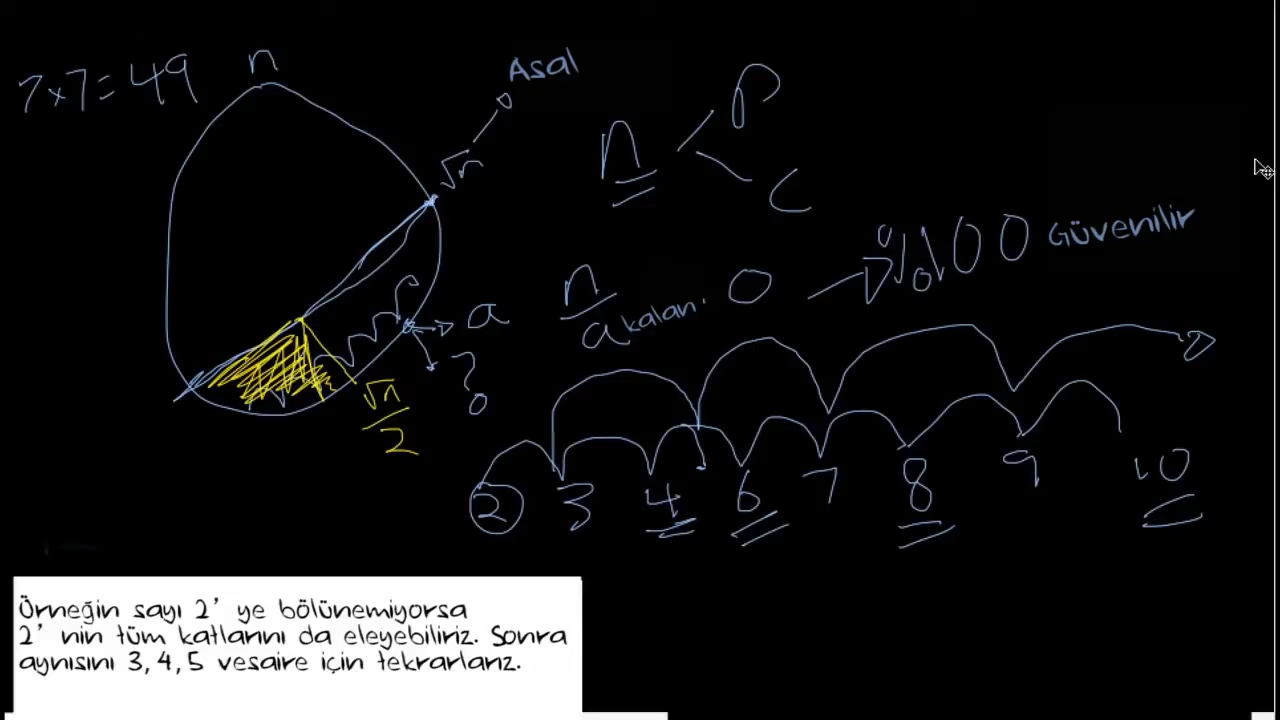 7x7=49
n
Asal
√n
n
P
C
a
?
√n/2
n/a kalan: 0
%100 Güvenilir
2 3 4 6 7 8 9 10
Örneğin sayı 2' ye bölünemiyorsa
2' nin tüm katlarını da eleyebiliriz. Sonra
aynısını 3, 4, 5 vesaire için tekrarlarız.